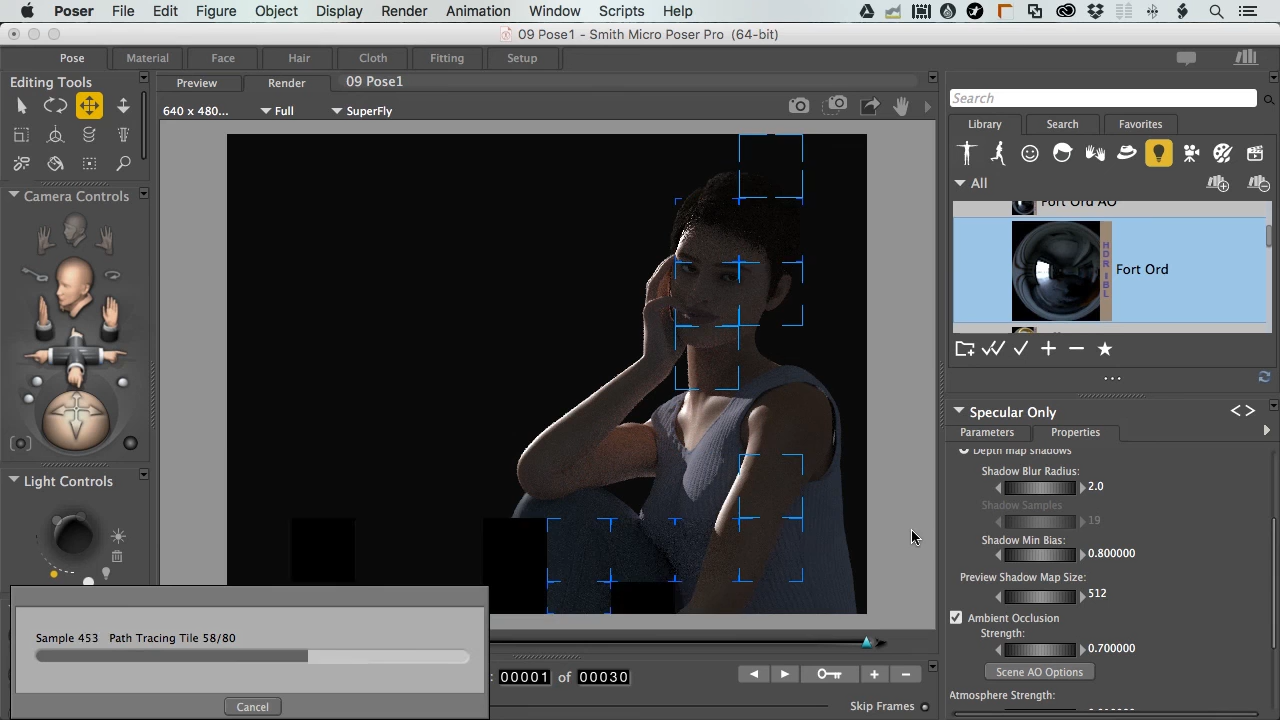 Poser File Edit Figure Object Display Render Animation Window Scripts Help
09 Pose1 - Smith Micro Poser Pro (64-bit)
Pose Material Face Hair Cloth Fitting Setup
Editing Tools
Preview Render 09 Pose1
640 x 480... Full SuperFly
Search
Library Search Favorites
All
Fort Ord AO
HDR IBL
Fort Ord
Camera Controls
Light Controls
Specular Only
Parameters Properties
Depth map shadows
Shadow Blur Radius:
2.0
Shadow Samples
19
Shadow Min Bias:
0.800000
Preview Shadow Map Size:
512
Ambient Occlusion
Strength:
0.700000
Scene AO Options
Atmosphere Strength:
Sample 453 Path Tracing Tile 58/80
Cancel
: 00001 of 00030
Skip Frames